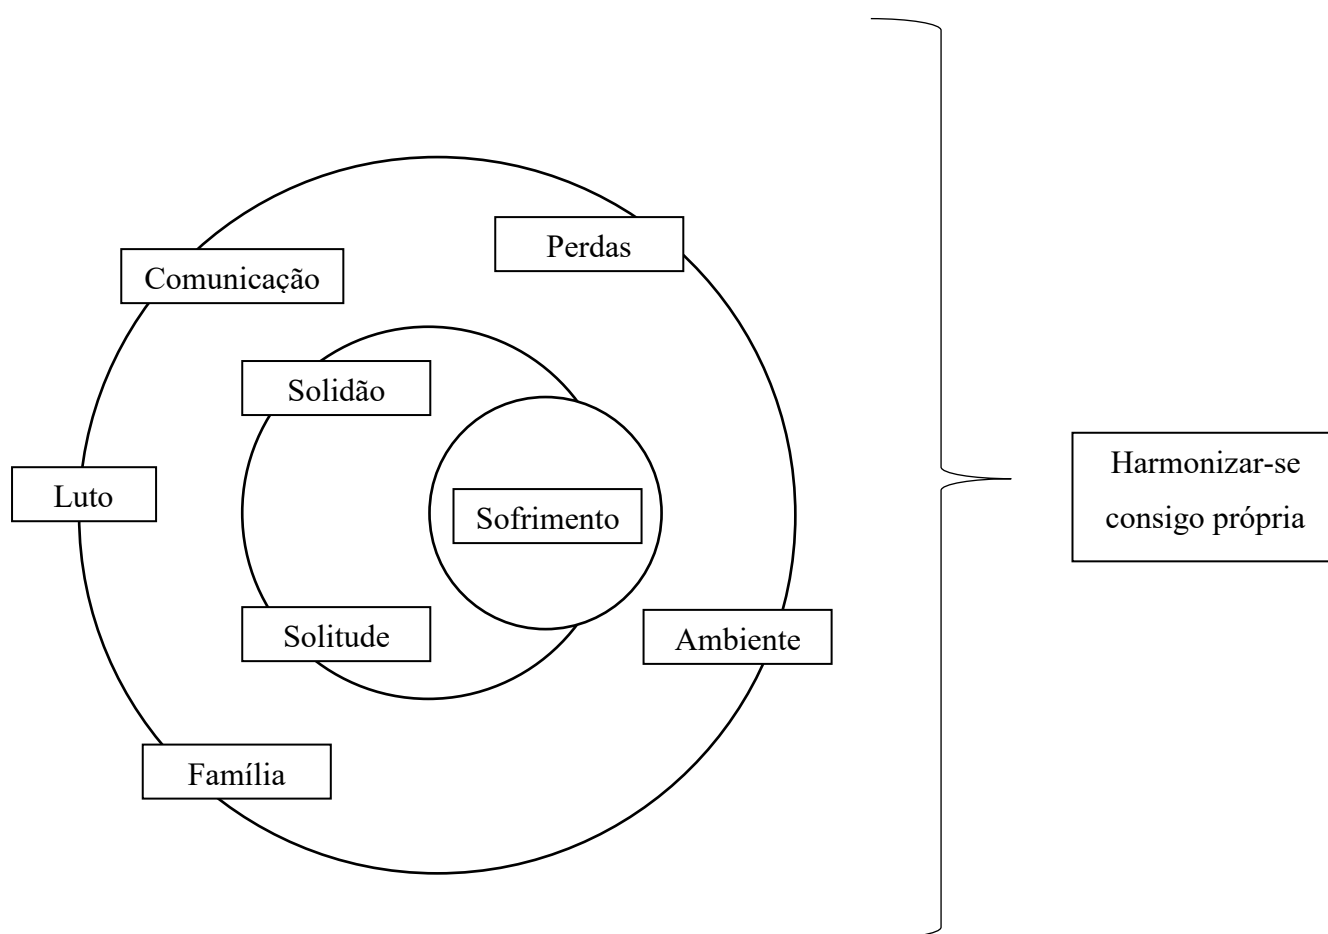 Perdas
Comunicação
Solidão
Luto
Sofrimento
Solitude
Ambiente
Família
Harmonizar-se
consigo própria